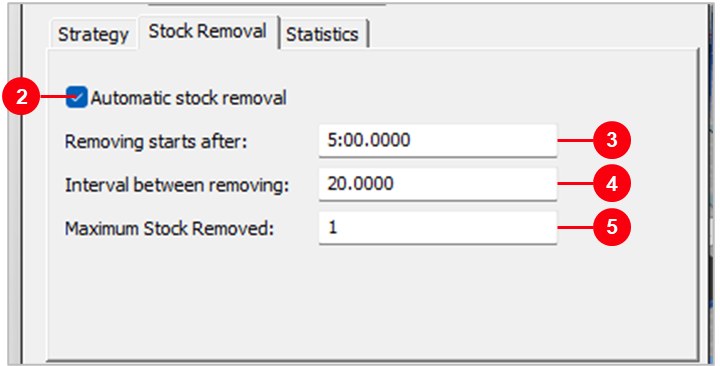 Strategy Stock Removal Statistics
2 Automatic stock removal
Removing starts after: 5:00.0000 3
Interval between removing: 20.0000 4
Maximum Stock Removed: 1 5